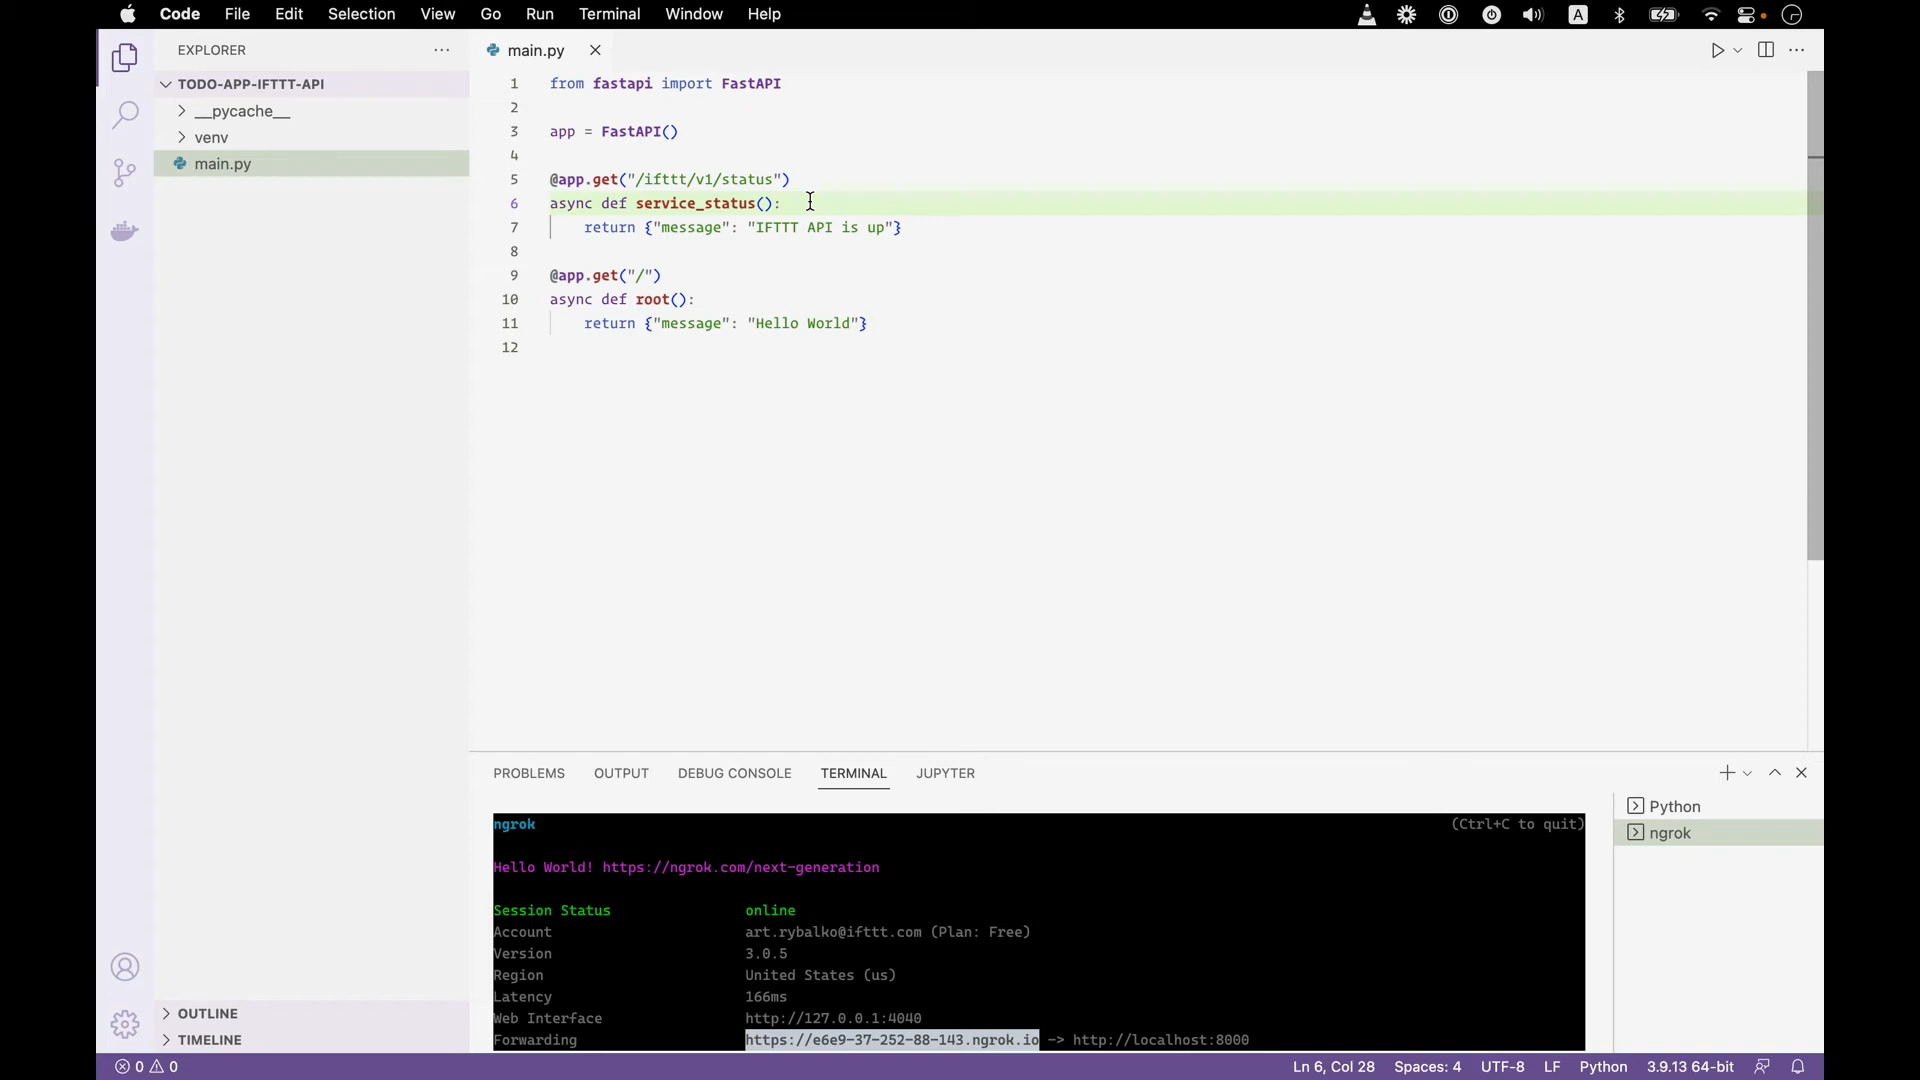 Code File Edit Selection View Go Run Terminal Window Help
A
EXPLORER
TODO-APP-IFTTT-API
__pycache__
venv
main.py
OUTLINE
TIMELINE
main.py
1 from fastapi import FastAPI
2
3 app = FastAPI()
4
5 @app.get("/ifttt/v1/status")
6 async def service_status():
7 return {"message": "IFTTT API is up"}
8
9 @app.get("/")
10 async def root():
11 return {"message": "Hello World"}
12
PROBLEMS OUTPUT DEBUG CONSOLE TERMINAL JUPYTER
ngrok (Ctrl+C to quit)
Hello World! https://ngrok.com/next-generation
Session Status online
Account art.rybalko@ifttt.com (Plan: Free)
Version 3.0.5
Region United States (us)
Latency 166ms
Web Interface http://127.0.0.1:4040
Forwarding https://e6e9-37-252-88-143.ngrok.io -> http://localhost:8000
Python
ngrok
0 0 Ln 6, Col 28 Spaces: 4 UTF-8 LF Python 3.9.13 64-bit